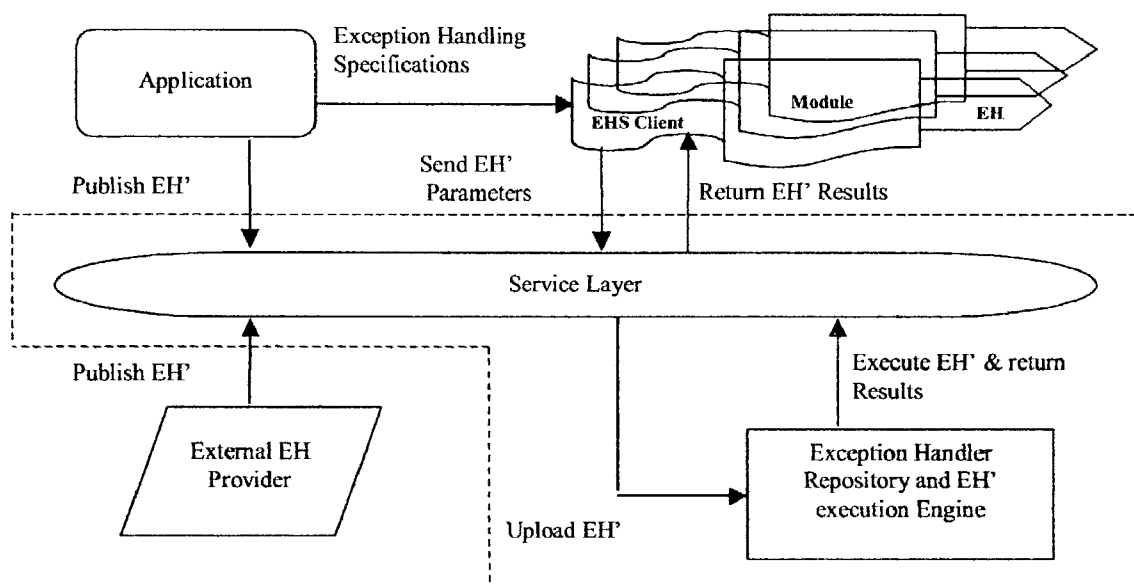 Exception Handling
Specifications
Application
Module
EH
EHS Client
Publish EH'
Send EH'
Parameters
Return EH' Results
Service Layer
Publish EH'
Execute EH' & return
Results
External EH
Provider
Exception Handler
Repository and EH'
execution Engine
Upload EH'